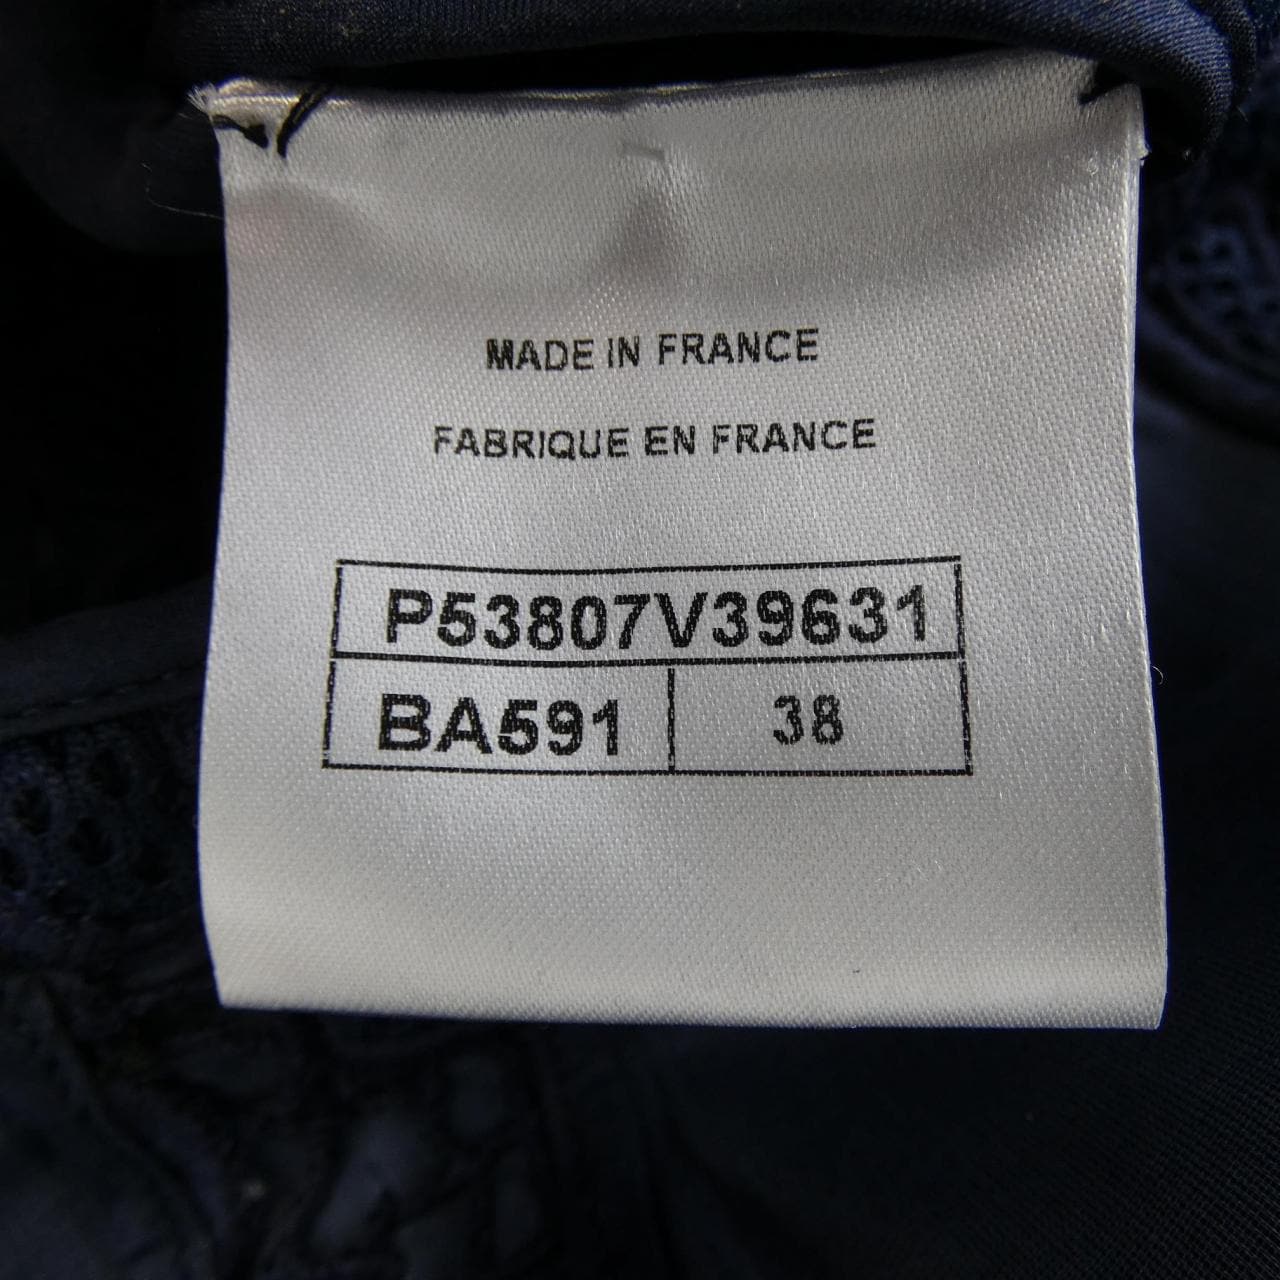 MADE IN FRANCE
FABRIQUE EN FRANCE
P53807V39631
BA591 38